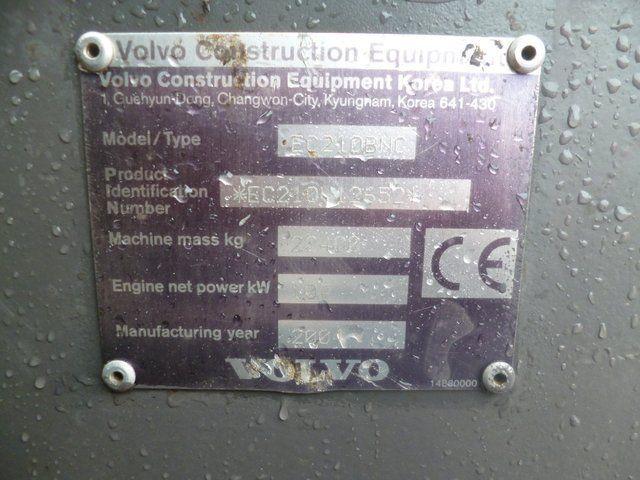 Volvo Construction Equipment
Volvo Construction Equipment Korea Ltd.
1, Guehyun-Dong, Changwon-City, Kyungnam, Korea 641-430
Model/Type EC210BNC
Product
Identification
Number
Machine mass kg
Engine net power kW
Manufacturing year
CE
VOLVO
14880000